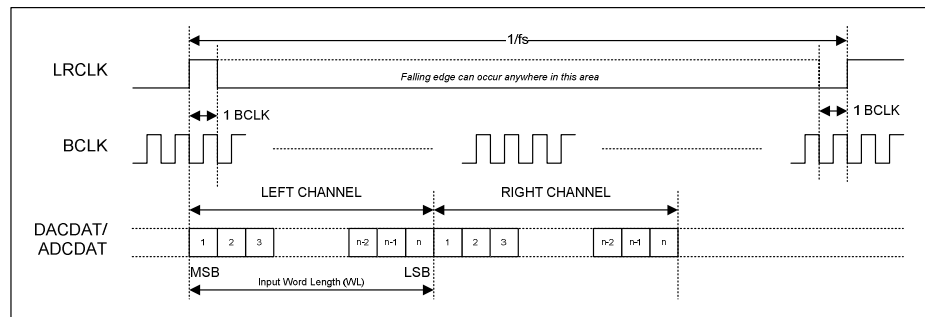 1/fs
LRCLK
Falling edge can occur anywhere in this area
1 BCLK
1 BCLK
BCLK
LEFT CHANNEL
RIGHT CHANNEL
DACDAT/
ADCDAT
1 2 3 n-2 n-1 n 1 2 3 n-2 n-1 n
MSB
LSB
Input Word Length (WL)